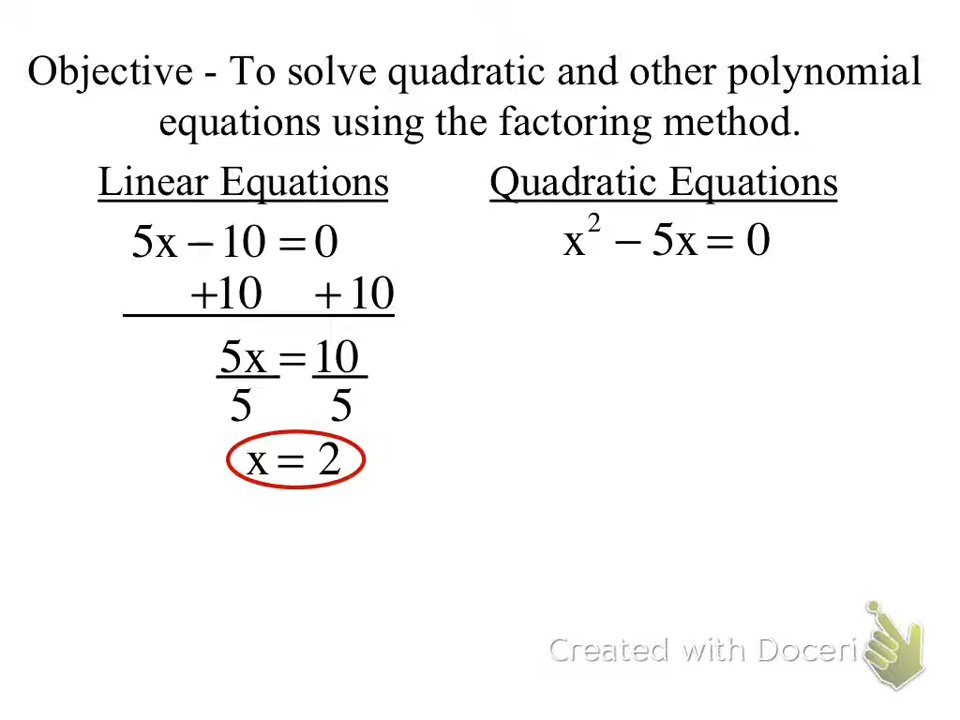 Objective - To solve quadratic and other polynomial
equations using the factoring method.
Linear Equations
5x − 10 = 0
+10 + 10
5x = 10
5 5
x = 2
Quadratic Equations
x² − 5x = 0
Created with Doceri